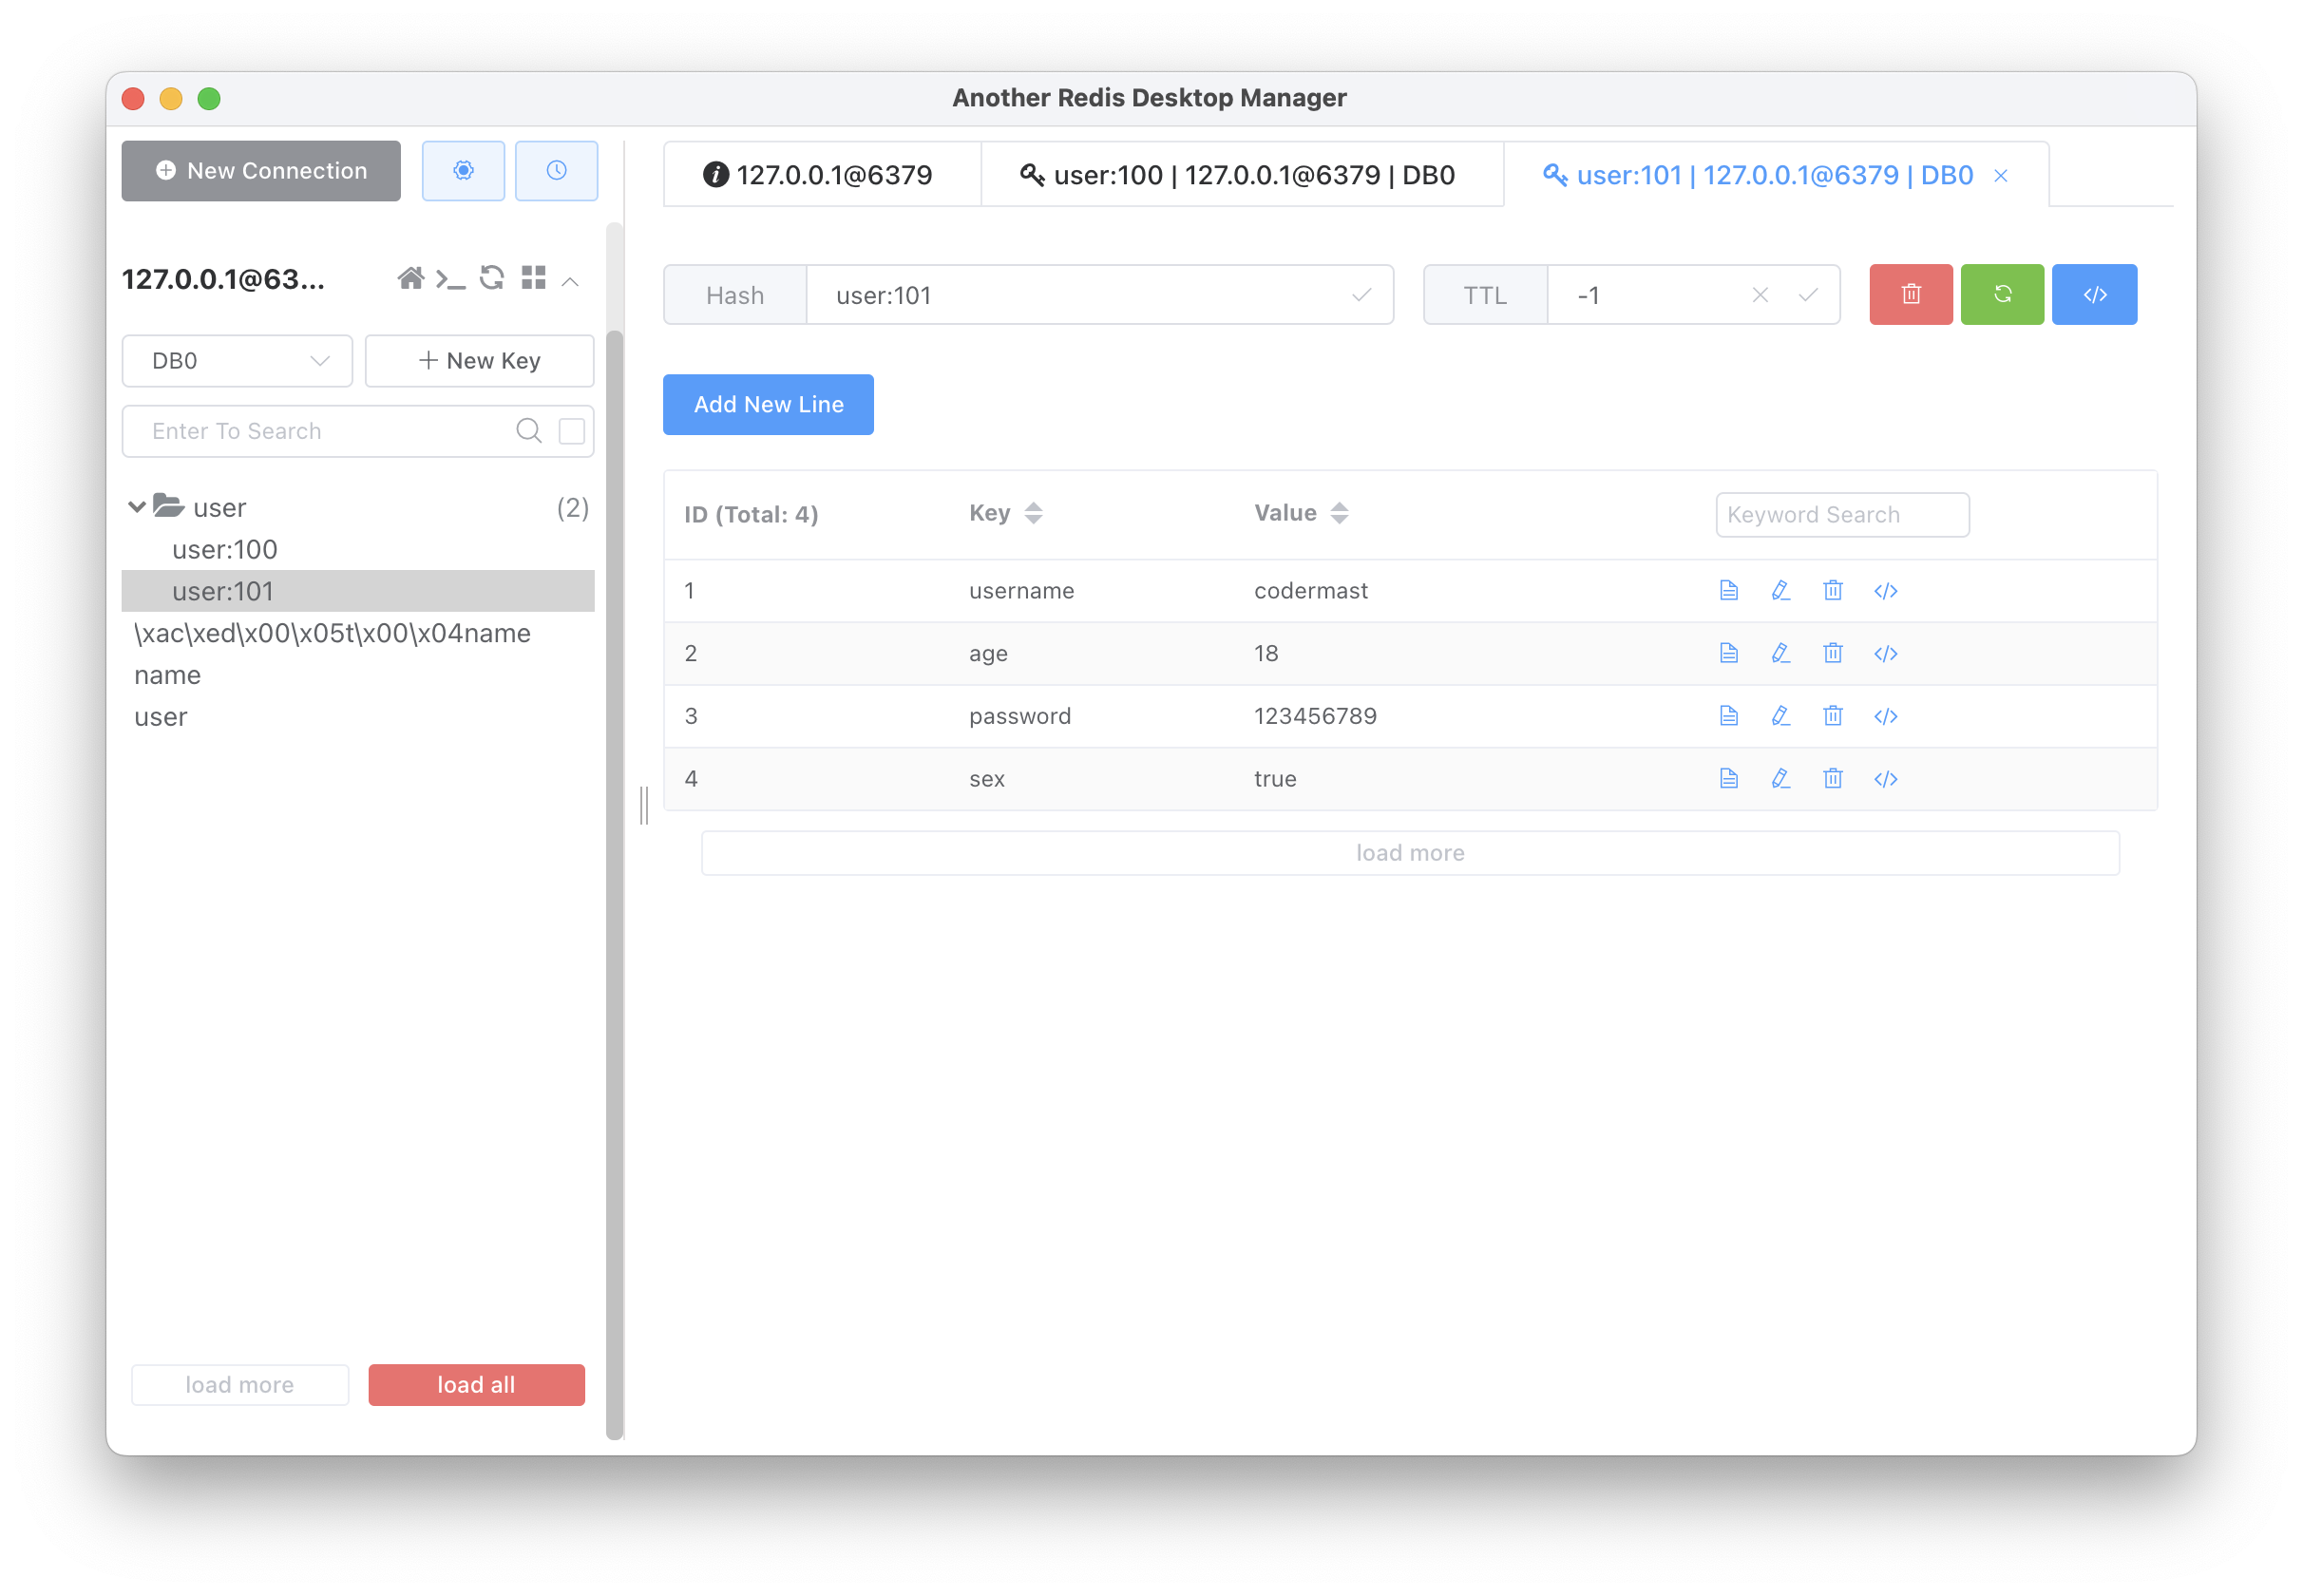 Another Redis Desktop Manager
New Connection
127.0.0.1@63...
DB0
New Key
Enter To Search
user (2)
user:100
user:101
\xac\xed\x00\x05t\x00\x04name
name
user
load more load all
127.0.0.1@6379 user:100 | 127.0.0.1@6379 | DB0 user:101 | 127.0.0.1@6379 | DB0
Hash user:101 TTL -1
Add New Line
ID (Total: 4) Key Value Keyword Search
1 username codermast
2 age 18
3 password 123456789
4 sex true
load more